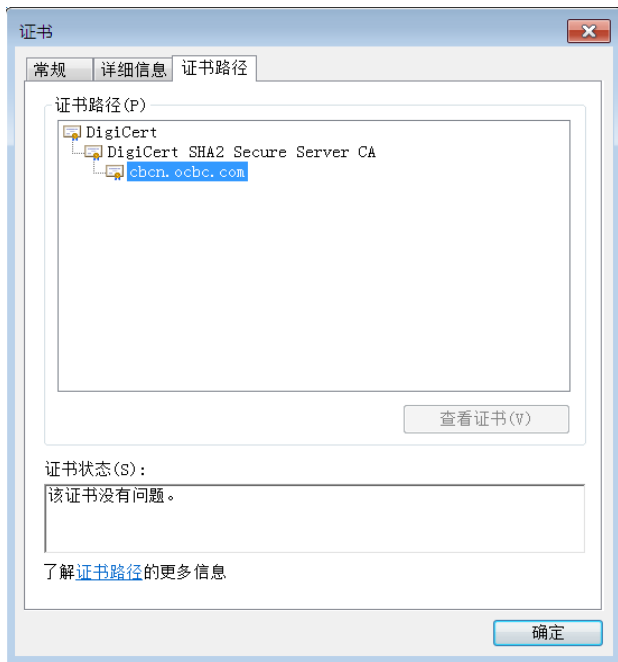 证书
常规 详细信息 证书路径
证书路径(P)
DigiCert
DigiCert SHA2 Secure Server CA
cbcn.ocbc.com
查看证书(V)
证书状态(S)：
该证书没有问题。
了解证书路径的更多信息
确定